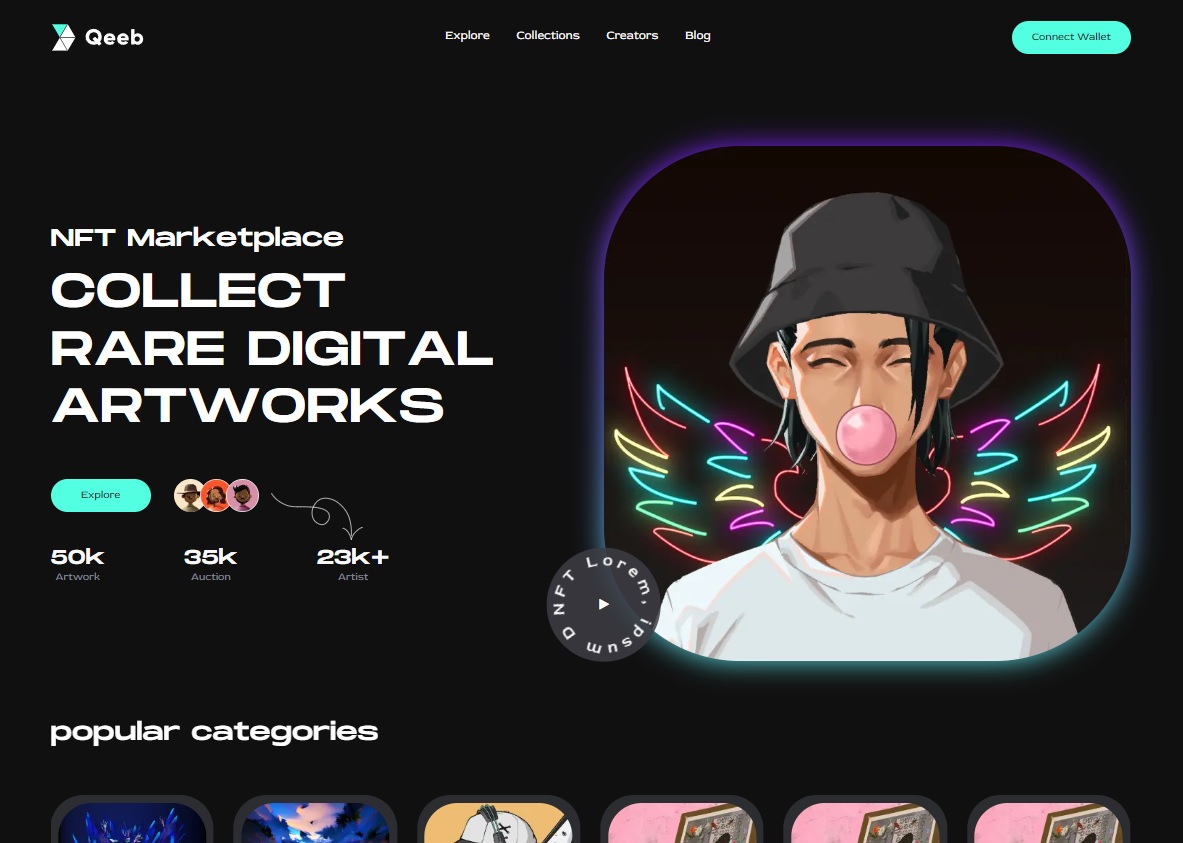 Qeeb
Explore
Collections
Creators
Blog
Connect Wallet
NFT Marketplace
COLLECT
RARE DIGITAL
ARTWORKS
Explore
50k
Artwork
35k
Auction
23k+
Artist
NFT Lorem, ipsum D
popular categories